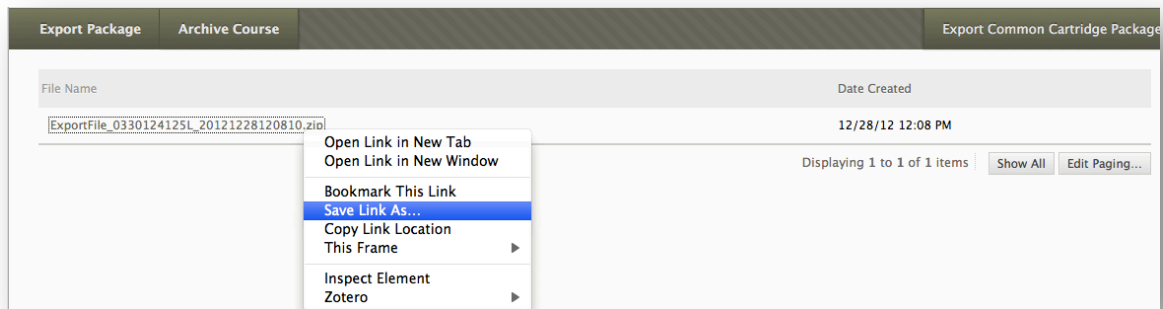 Export Package Archive Course Export Common Cartridge Package
File Name Date Created
ExportFile_0330124125L_20121228120810.zip 12/28/12 12:08 PM
Open Link in New Tab
Open Link in New Window
Displaying 1 to 1 of 1 items Show All Edit Paging...
Bookmark This Link
Save Link As...
Copy Link Location
This Frame
Inspect Element
Zotero